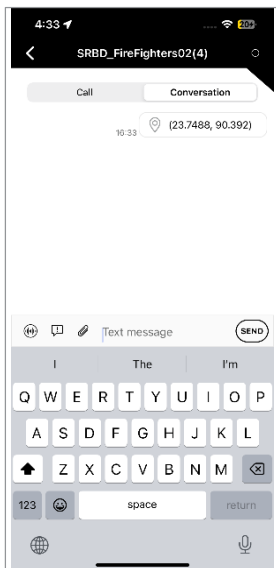 4:33
20+
SRBD_FireFighters02(4)
Call Conversation
16:33 (23.7488, 90.392)
Text message SEND
I The I'm
Q W E R T Y U I O P
A S D F G H J K L
Z X C V B N M
123 space return